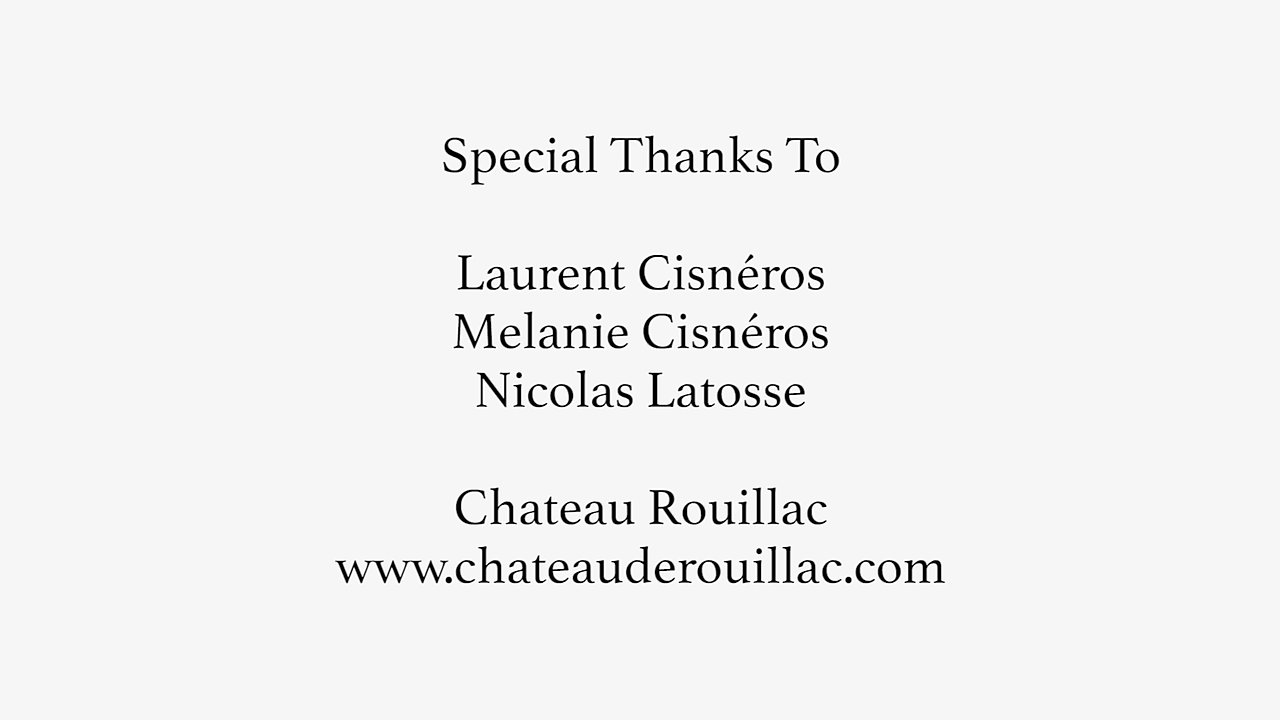 Special Thanks To
Laurent Cisnéros
Melanie Cisnéros
Nicolas Latosse
Chateau Rouillac
www.chateauderouillac.com